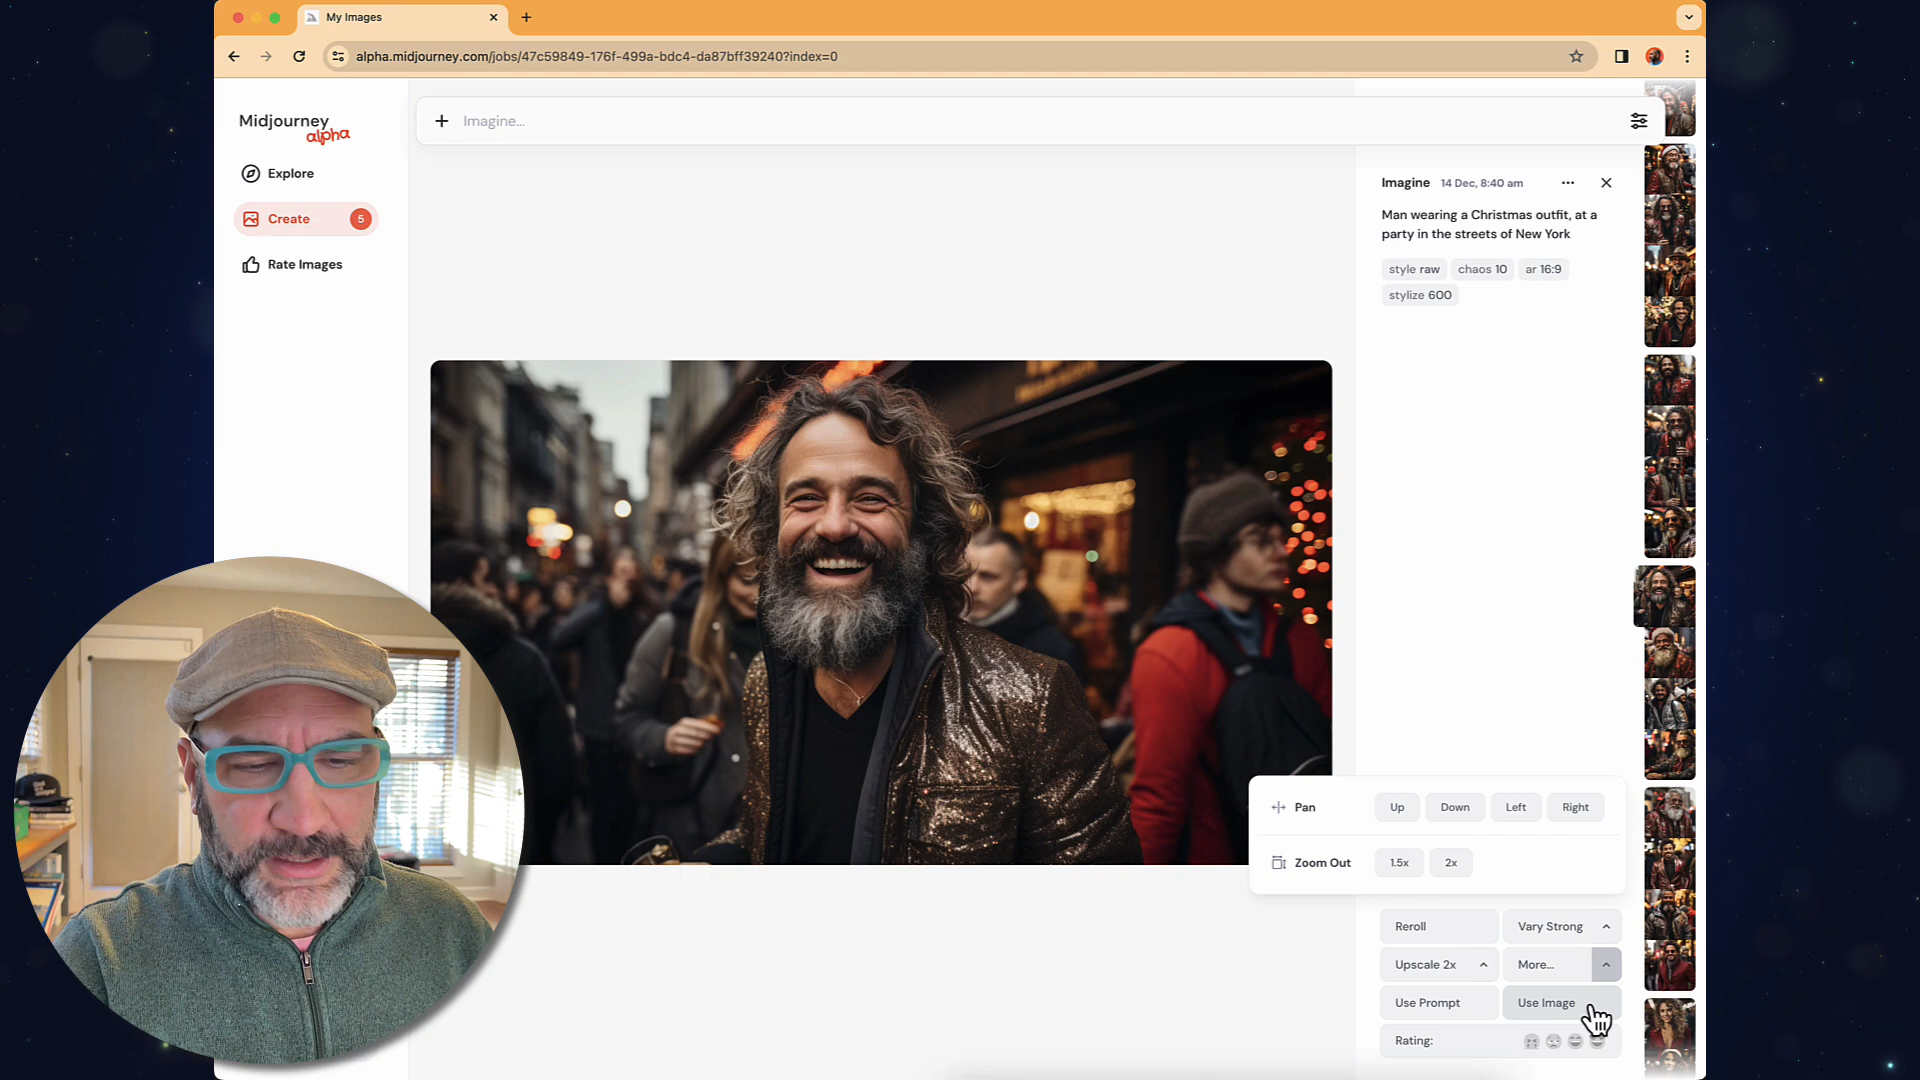 My Images
alpha.midjourney.com/jobs/47c59849-176f-499a-bdc4-da87bff39240?index=0
Midjourney
alpha
Imagine...
Explore
Create 5
Rate Images
Imagine 14 Dec, 8:40 am
Man wearing a Christmas outfit, at a
party in the streets of New York
style raw chaos 10 ar 16:9
stylize 600
Pan Up Down Left Right
Zoom Out 1.5x 2x
Reroll Vary Strong
Upscale 2x More...
Use Prompt Use Image
Rating: